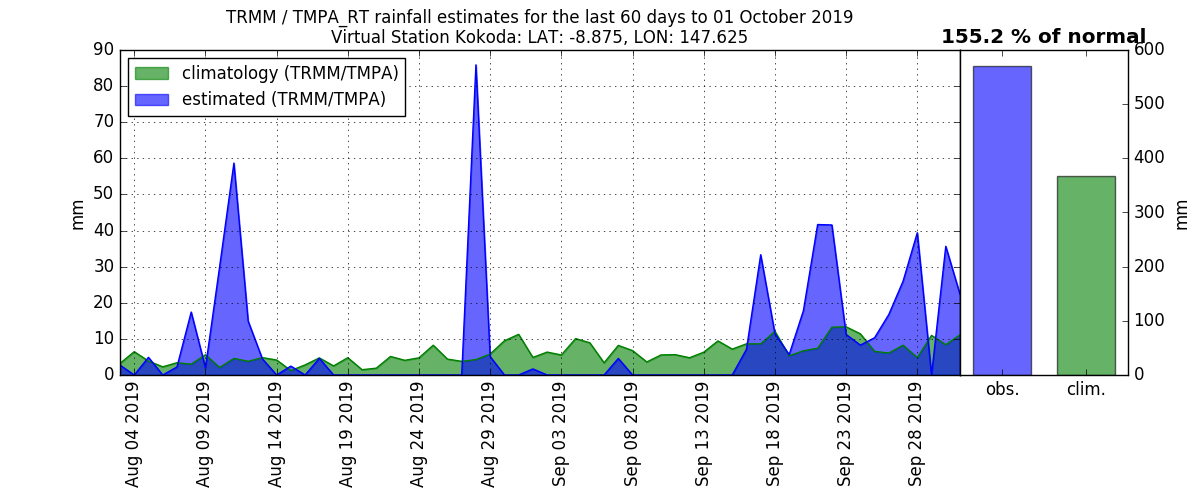 TRMM / TMPA_RT rainfall estimates for the last 60 days to 01 October 2019
Virtual Station Kokoda: LAT: -8.875, LON: 147.625
155.2 % of normal
climatology (TRMM/TMPA)
estimated (TRMM/TMPA)
90
80
70
60
50
40
30
20
10
0
mm
Aug 04 2019
Aug 09 2019
Aug 14 2019
Aug 19 2019
Aug 24 2019
Aug 29 2019
Sep 03 2019
Sep 08 2019
Sep 13 2019
Sep 18 2019
Sep 23 2019
Sep 28 2019
600
500
400
300
200
100
0
mm
obs.
clim.